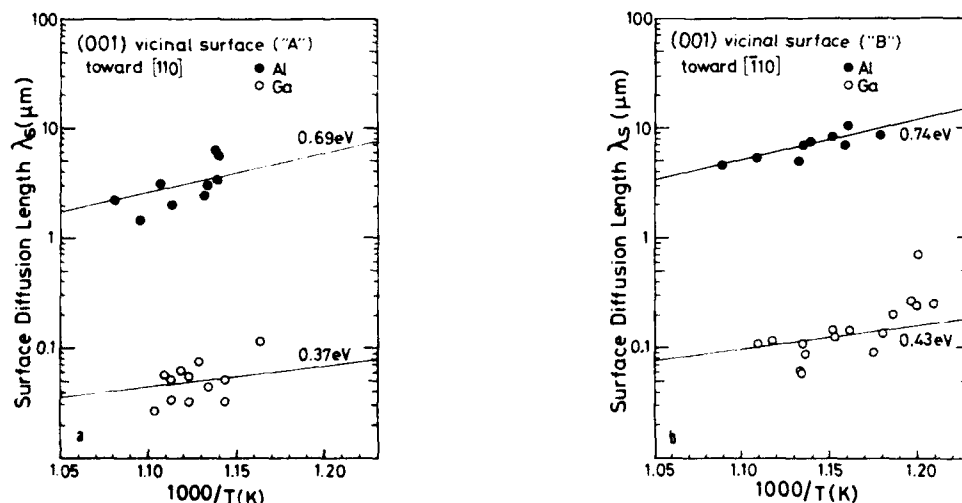 100
(001) vicinal surface ("A")
toward [110]
● Al
○ Ga
10
0.69eV
1
0.37eV
0.1
a
1.05
1.10
1.15
1.20
1000/T(K)
Surface Diffusion Length λs(μm)
100
(001) vicinal surface ("B")
toward [1̄10]
● Al
○ Ga
10
0.74eV
1
0.43eV
0.1
b
1.05
1.10
1.15
1.20
1000/T(K)
Surface Diffusion Length λs(μm)